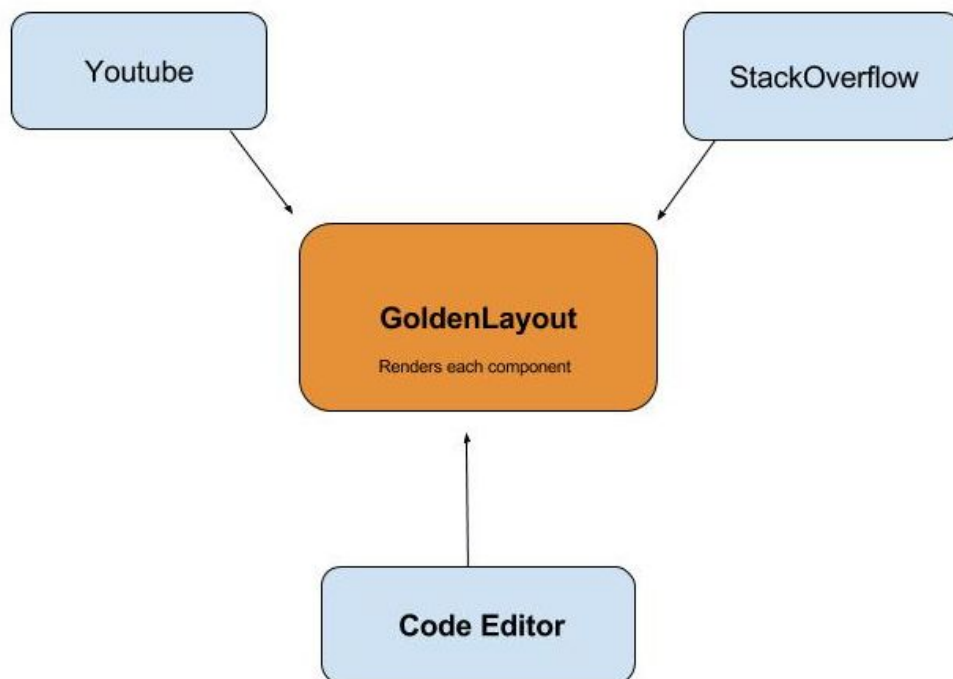 Youtube
StackOverflow
GoldenLayout
Renders each component
Code Editor